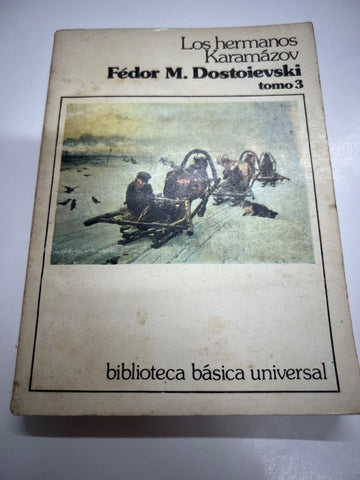 Los hermanos
Karamázov
Fédor M. Dostoievski
tomo 3
biblioteca básica universal